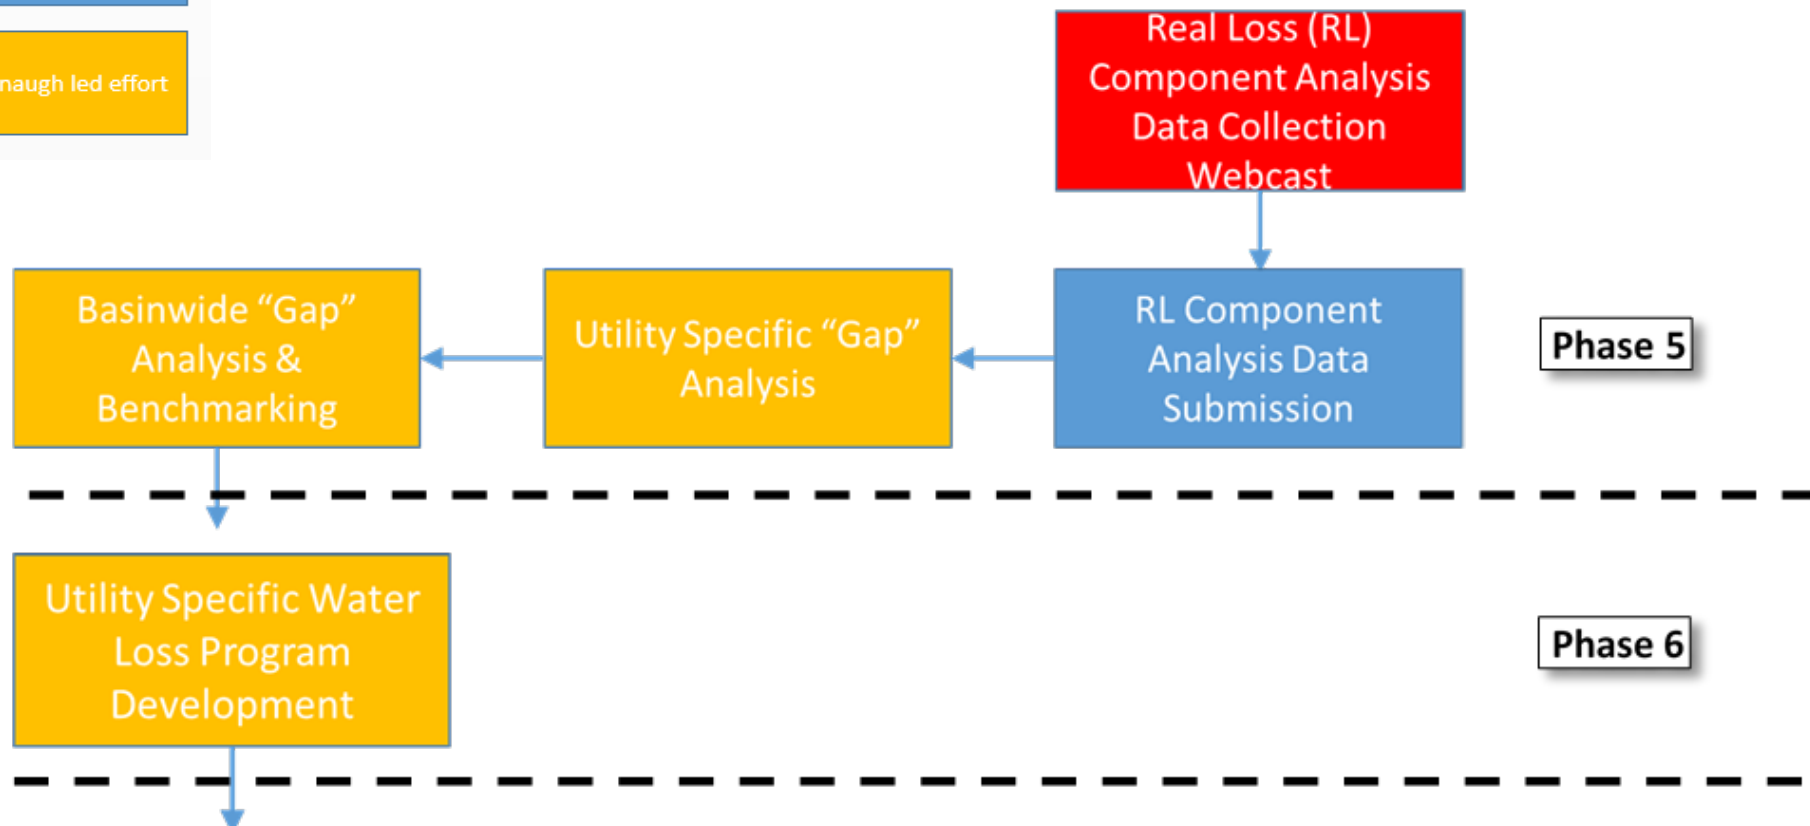 led effort
Real Loss (RL)
Component Analysis
Data Collection
Webcast
Basinwide “Gap”
Analysis &
Benchmarking
Utility Specific “Gap”
Analysis
RL Component
Analysis Data
Submission
Phase 5
Utility Specific Water
Loss Program
Development
Phase 6